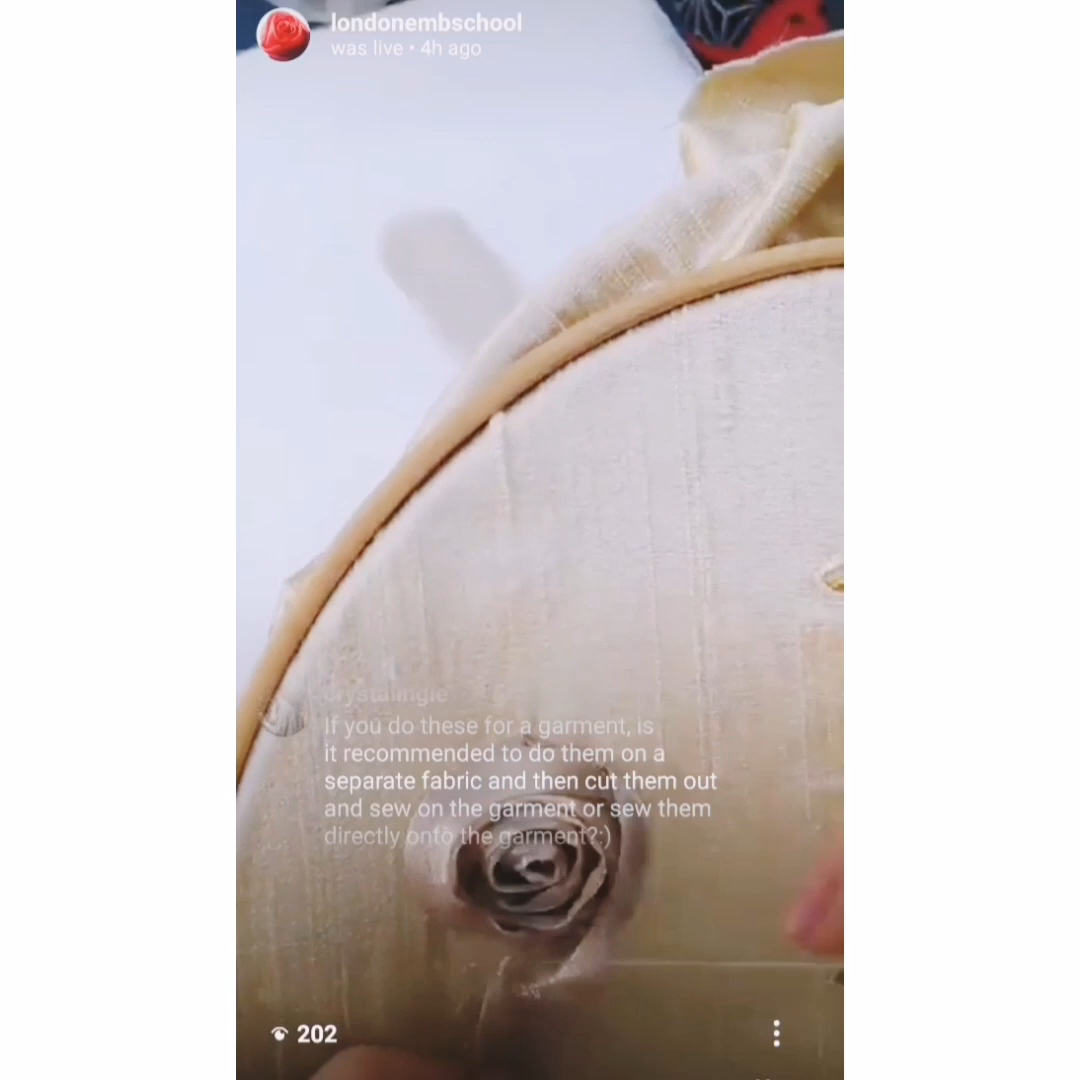 londonembschool
was live • 4h ago
crystalingie
If you do these for a garment, is
it recommended to do them on a
separate fabric and then cut them out
and sew on the garment or sew them
directly onto the garment?:)
202